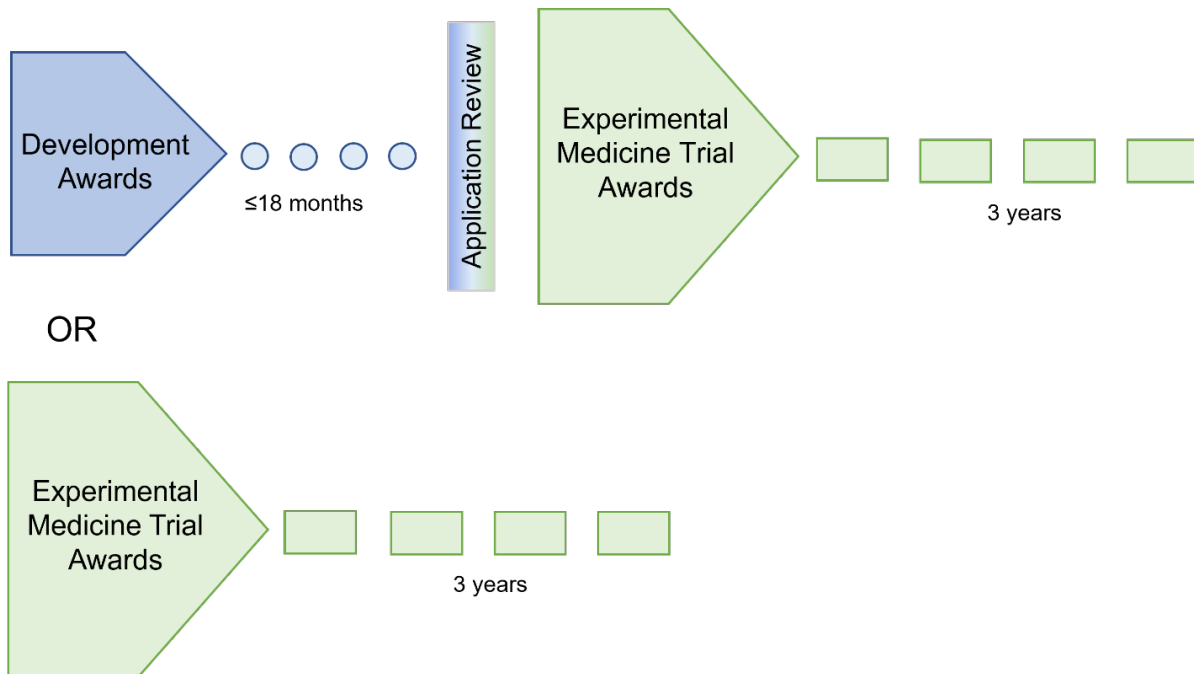 Development
Awards
≤18 months
Application Review
Experimental
Medicine Trial
Awards
3 years
OR
Experimental
Medicine Trial
Awards
3 years